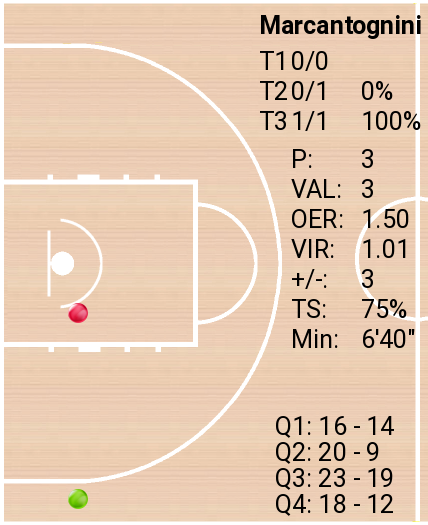 Marcantognini
T1 0/0
T2 0/1 0%
T3 1/1 100%
P: 3
VAL: 3
OER: 1.50
VIR: 1.01
+/-: 3
TS: 75%
Min: 6'40"
Q1: 16 - 14
Q2: 20 - 9
Q3: 23 - 19
Q4: 18 - 12